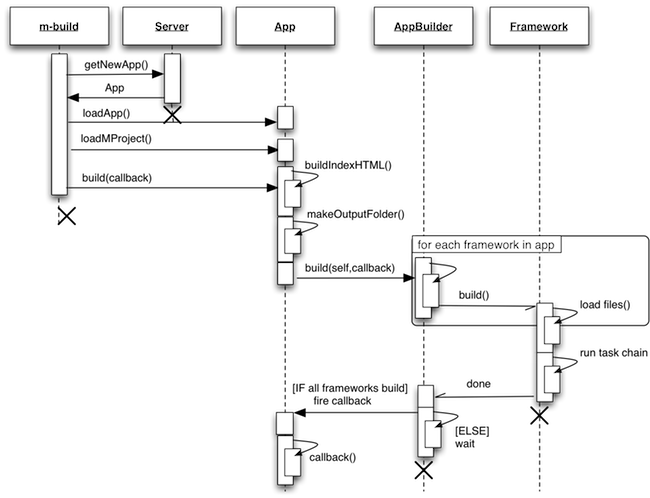 m-build
Server
App
AppBuilder
Framework
getNewApp()
App
loadApp()
loadMProject()
buildIndexHTML()
build(callback)
makeOutputFolder()
for each framework in app
build(self,callback)
build()
load files()
run task chain
done
[IF all frameworks build]
fire callback
[ELSE]
wait
callback()